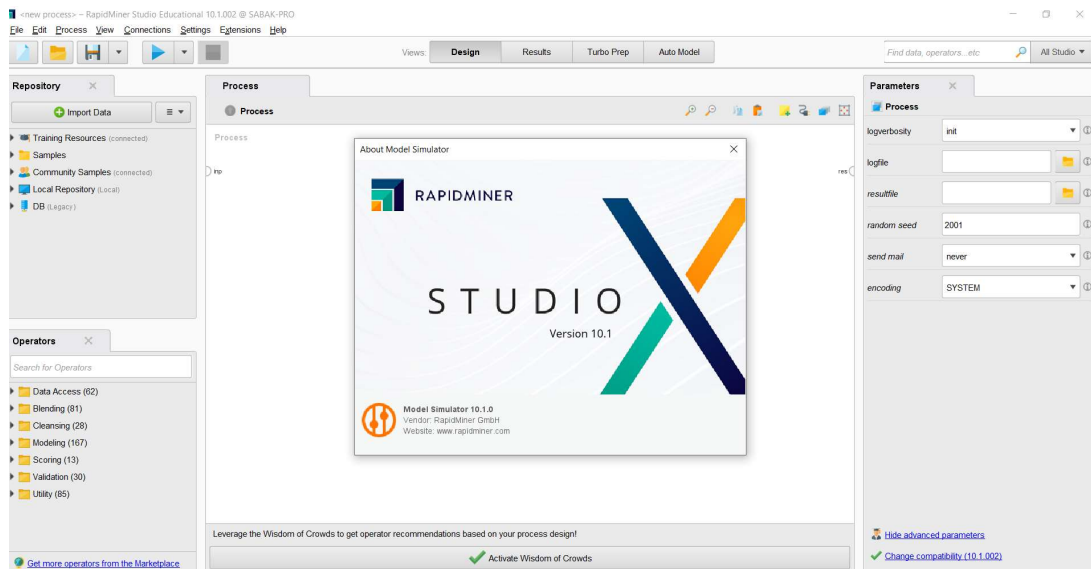 <new process> – RapidMiner Studio Educational 10.1.002 @ SABAK-PRO
File Edit Process View Connections Settings Extensions Help
Views: Design Results Turbo Prep Auto Model
Find data, operators...etc
All Studio
Repository
Import Data
Training Resources (connected)
Samples
Community Samples (connected)
Local Repository (Local)
DB (Legacy)
Operators
Search for Operators
Data Access (62)
Blending (81)
Cleansing (28)
Modeling (167)
Scoring (13)
Validation (30)
Utility (85)
Get more operators from the Marketplace
Process
Process
Process
inp
res
About Model Simulator
RAPIDMINER
STUDIO
Version 10.1
Model Simulator 10.1.0
Vendor: RapidMiner GmbH
Website: www.rapidminer.com
Leverage the Wisdom of Crowds to get operator recommendations based on your process design!
Activate Wisdom of Crowds
Parameters
Process
logverbosity init
logfile
resultfile
random seed 2001
send mail never
encoding SYSTEM
Hide advanced parameters
Change compatibility (10.1.002)